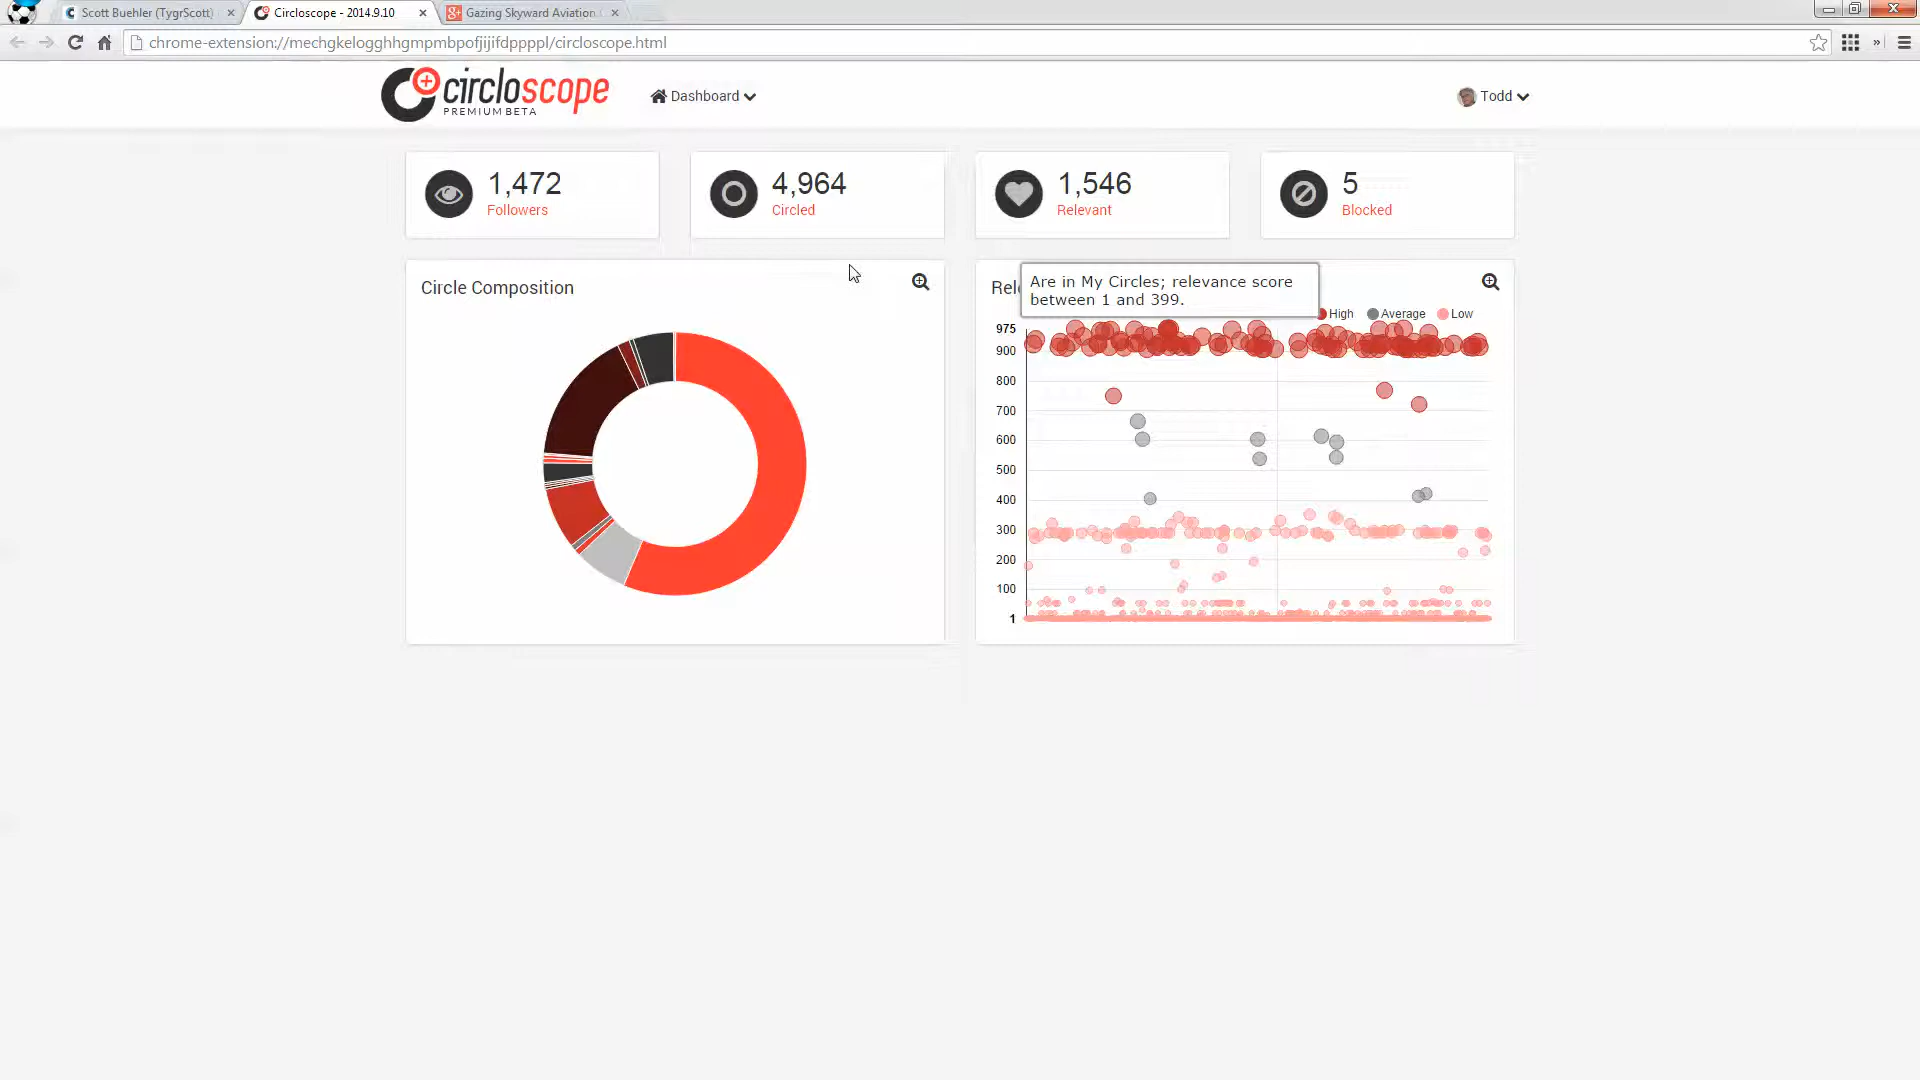 Scott Buehler (TygrScott)
Circloscope - 2014.9.10
Gazing Skyward Aviation
chrome-extension://mechgkelogghhgmpmbpofjijifdppppl/circloscope.html
circloscope
PREMIUM BETA
Dashboard
Todd
1,472
Followers
4,964
Circled
1,546
Relevant
5
Blocked
Circle Composition
Are in My Circles; relevance score
between 1 and 399.
High
Average
Low
975
900
800
700
600
500
400
300
200
100
1